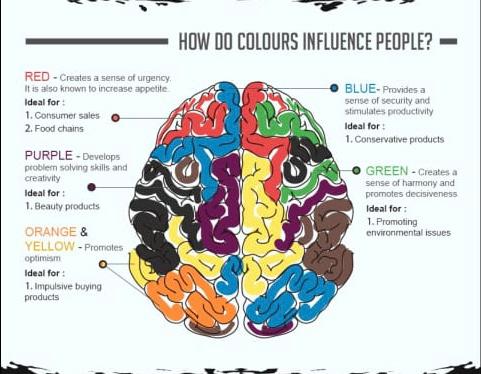 HOW DO COLOURS INFLUENCE PEOPLE?
RED - Creates a sense of urgency.
It is also known to increase appetite.
Ideal for :
1. Consumer sales
2. Food chains
PURPLE - Develops
problem solving skills and
creativity
Ideal for :
1. Beauty products
ORANGE &
YELLOW - Promotes
optimism
Ideal for :
1. Impulsive buying
products
BLUE- Provides a
sense of security and
stimulates productivity
Ideal for :
1. Conservative products
GREEN - Creates a
sense of harmony and
promotes decisiveness
Ideal for :
1. Promoting
environmental issues